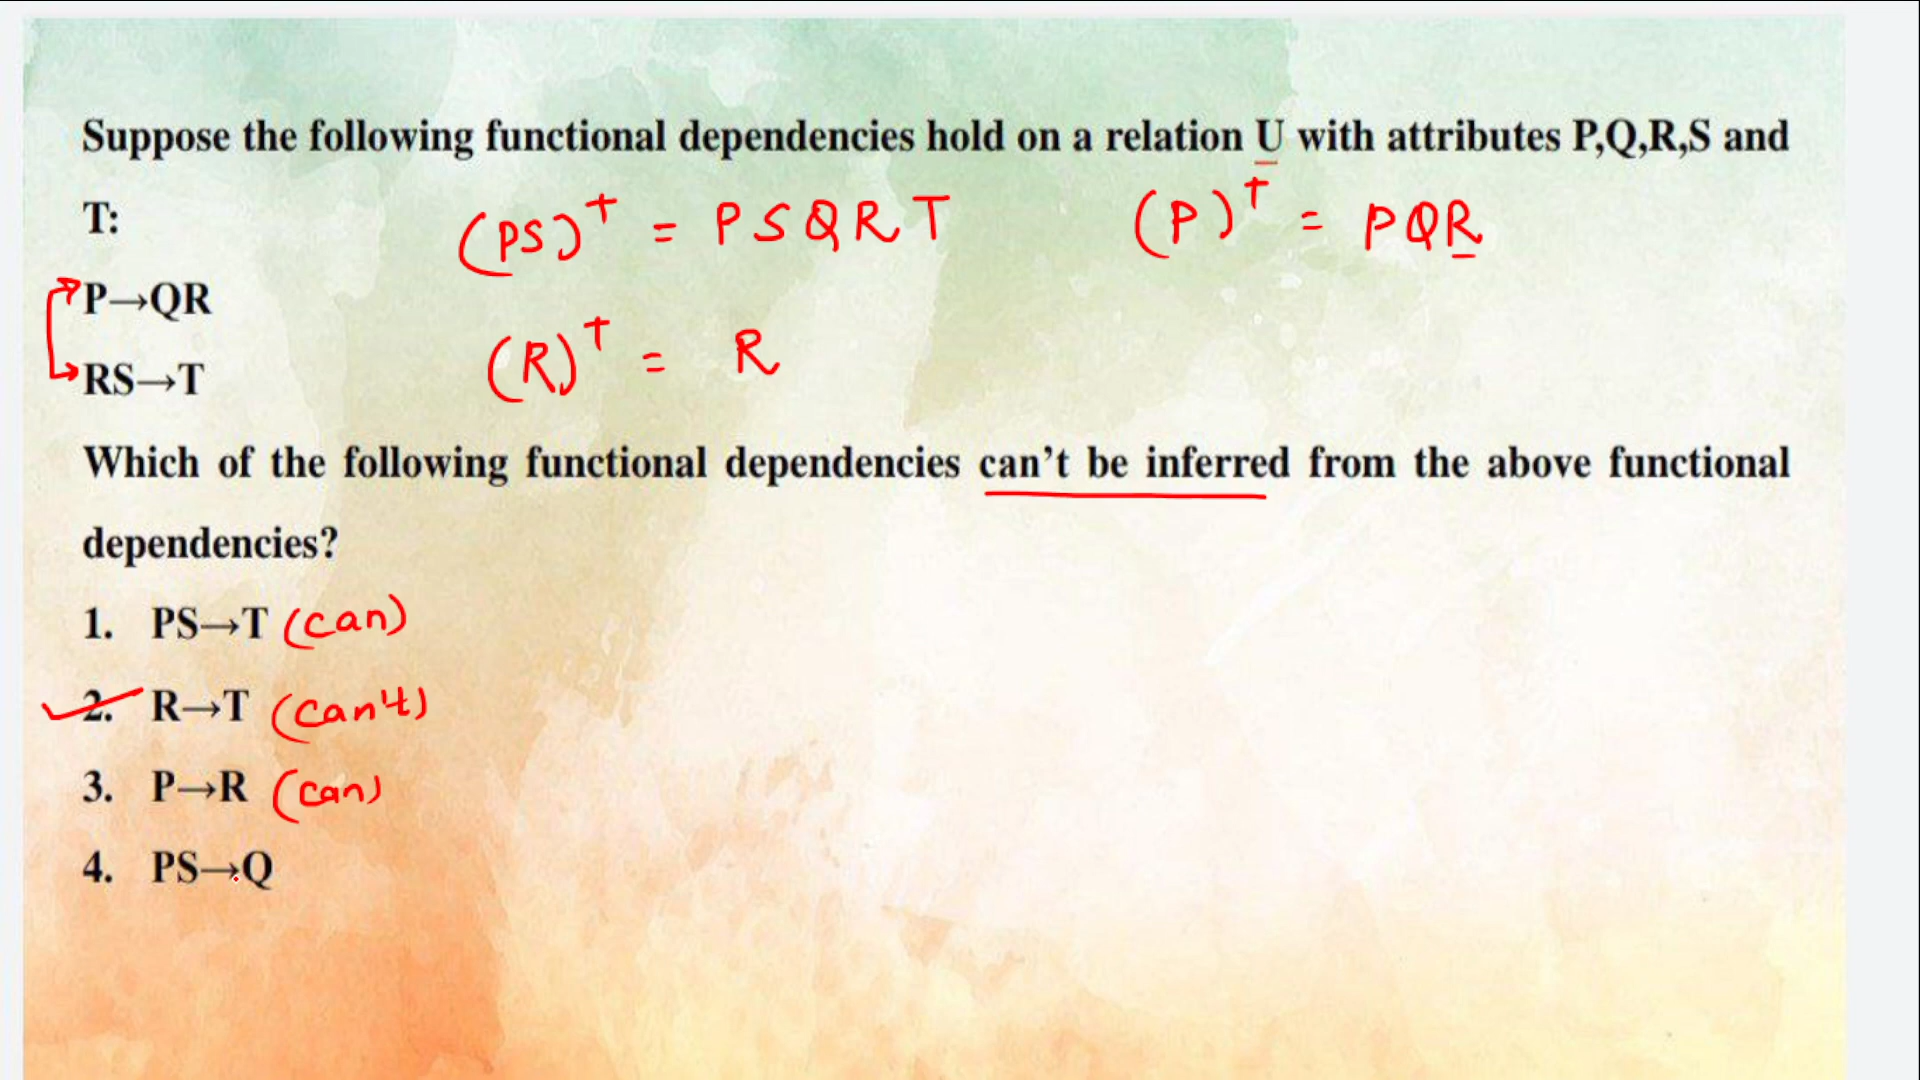 Suppose the following functional dependencies hold on a relation U with attributes P,Q,R,S and
T:
(PS)⁺ = PSQRT
(P)⁺ = PQR
P→QR
RS→T
(R)⁺ = R
Which of the following functional dependencies can’t be inferred from the above functional
dependencies?
1. PS→T (can)
2. R→T (can't)
3. P→R (can)
4. PS→Q